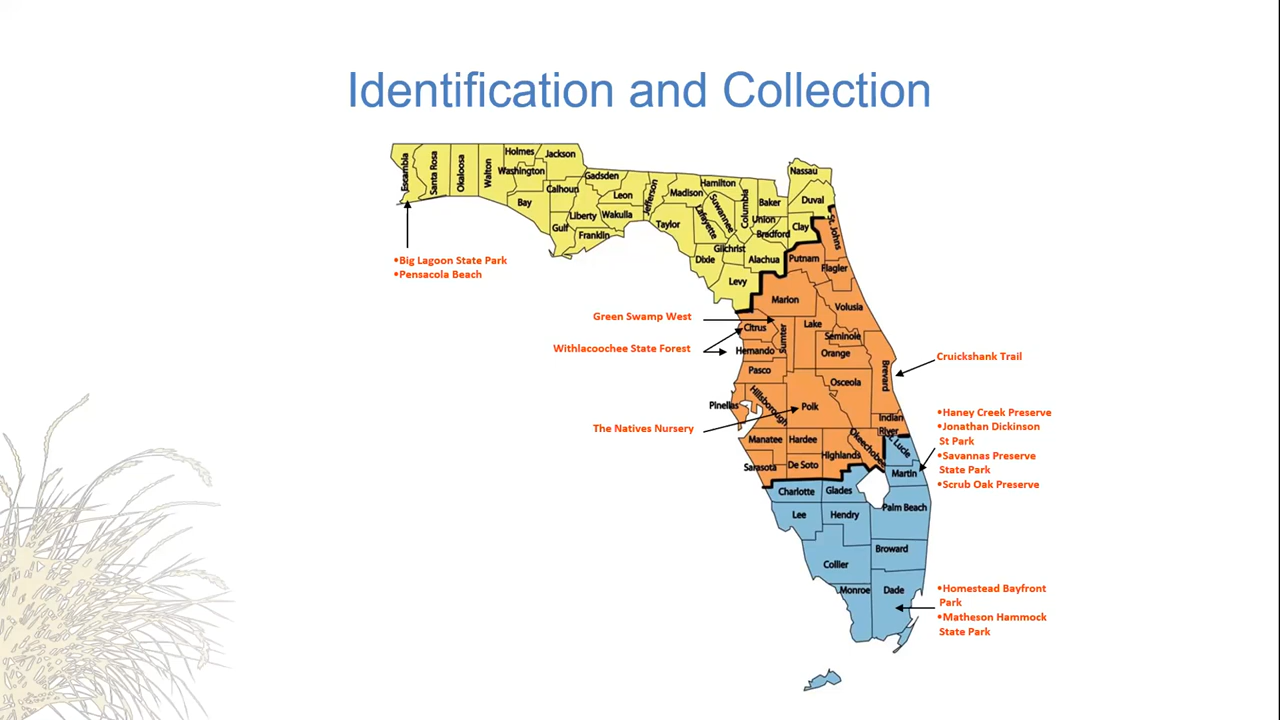 Identification and Collection
Escambia
Santa Rosa
Okaloosa
Walton
Holmes
Jackson
Washington
Bay
Calhoun
Gulf
Gadsden
Liberty
Franklin
Leon
Wakulla
Jefferson
Madison
Taylor
Hamilton
Suwannee
Lafayette
Columbia
Dixie
Gilchrist
Baker
Union
Bradford
Alachua
Levy
Nassau
Duval
Clay
St. Johns
Putnam
Flagler
•Big Lagoon State Park
•Pensacola Beach
Marion
Volusia
Green Swamp West
Citrus
Sumter
Lake
Seminole
Withlacoochee State Forest
Hernando
Orange
Cruickshank Trail
Pasco
Brevard
Osceola
Pinellas
Hillsborough
Polk
The Natives Nursery
Indian
River
•Haney Creek Preserve
•Jonathan Dickinson
St Park
•Savannas Preserve
State Park
•Scrub Oak Preserve
Manatee
Hardee
Highlands
Okeechobee
St. Lucie
Sarasota
De Soto
Martin
Charlotte
Glades
Palm Beach
Lee
Hendry
Broward
Collier
Monroe
Dade
•Homestead Bayfront
Park
•Matheson Hammock
State Park